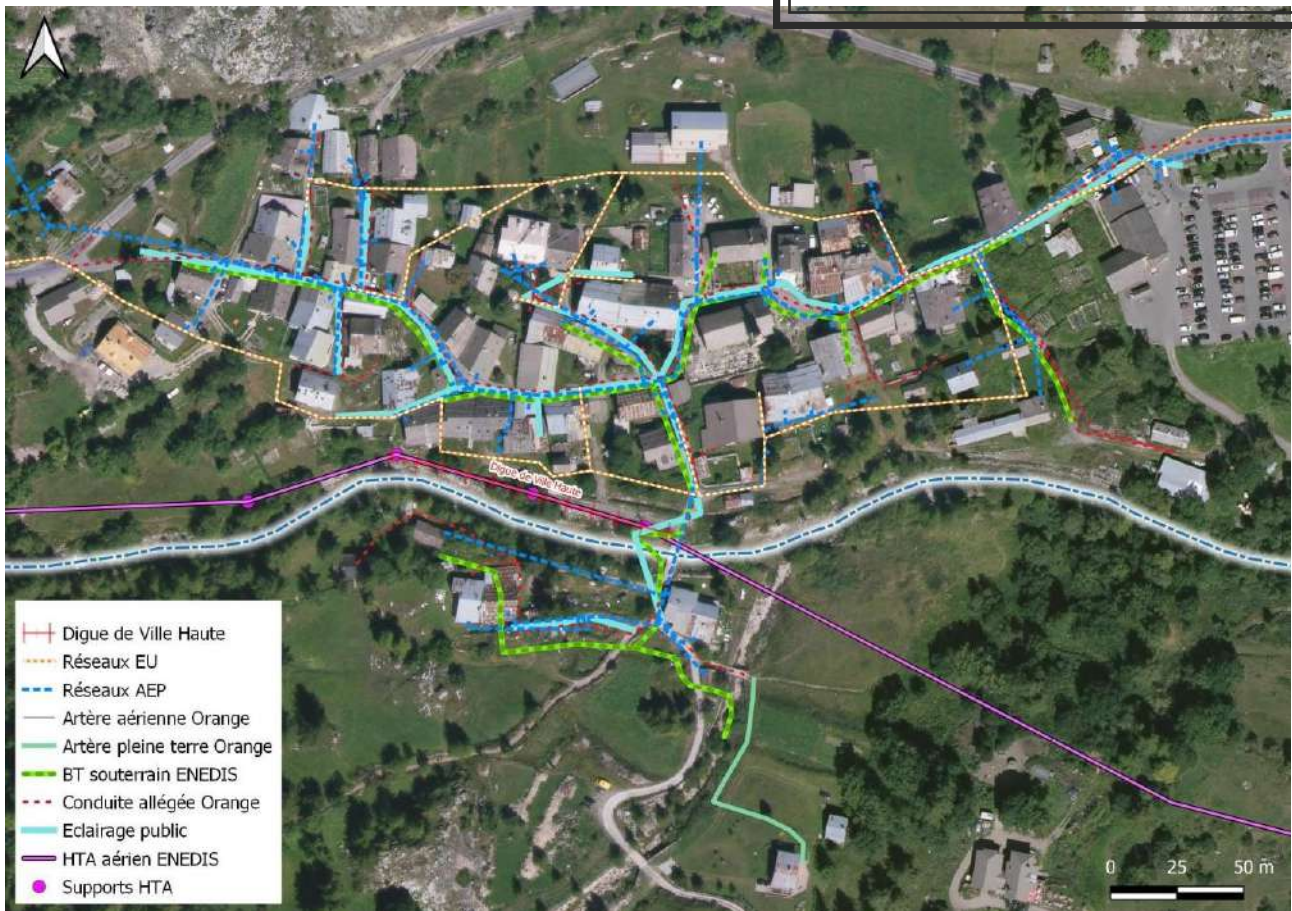 Digue de Ville Haute
Digue de Ville Haute
Réseaux EU
Réseaux AEP
Artère aérienne Orange
Artère pleine terre Orange
BT souterrain ENEDIS
Conduite allégée Orange
Eclairage public
HTA aérien ENEDIS
Supports HTA
0 25 50 m